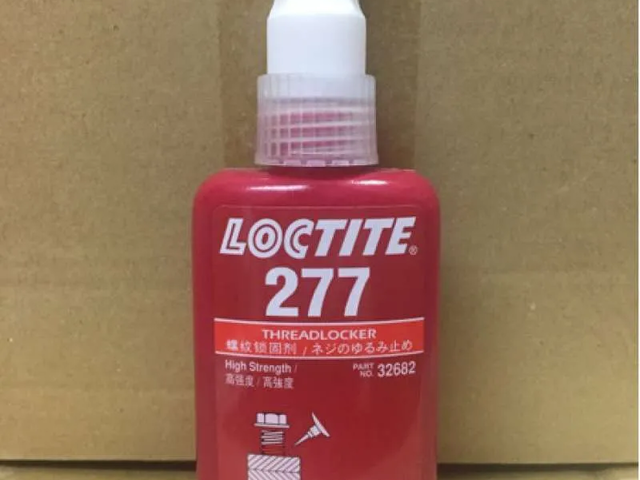 LOCTITE®
277
THREADLOCKER
螺纹锁固剂 / ネジのゆるみ止め
High Strength /
高强度 / 高強度
PART NO. 32682